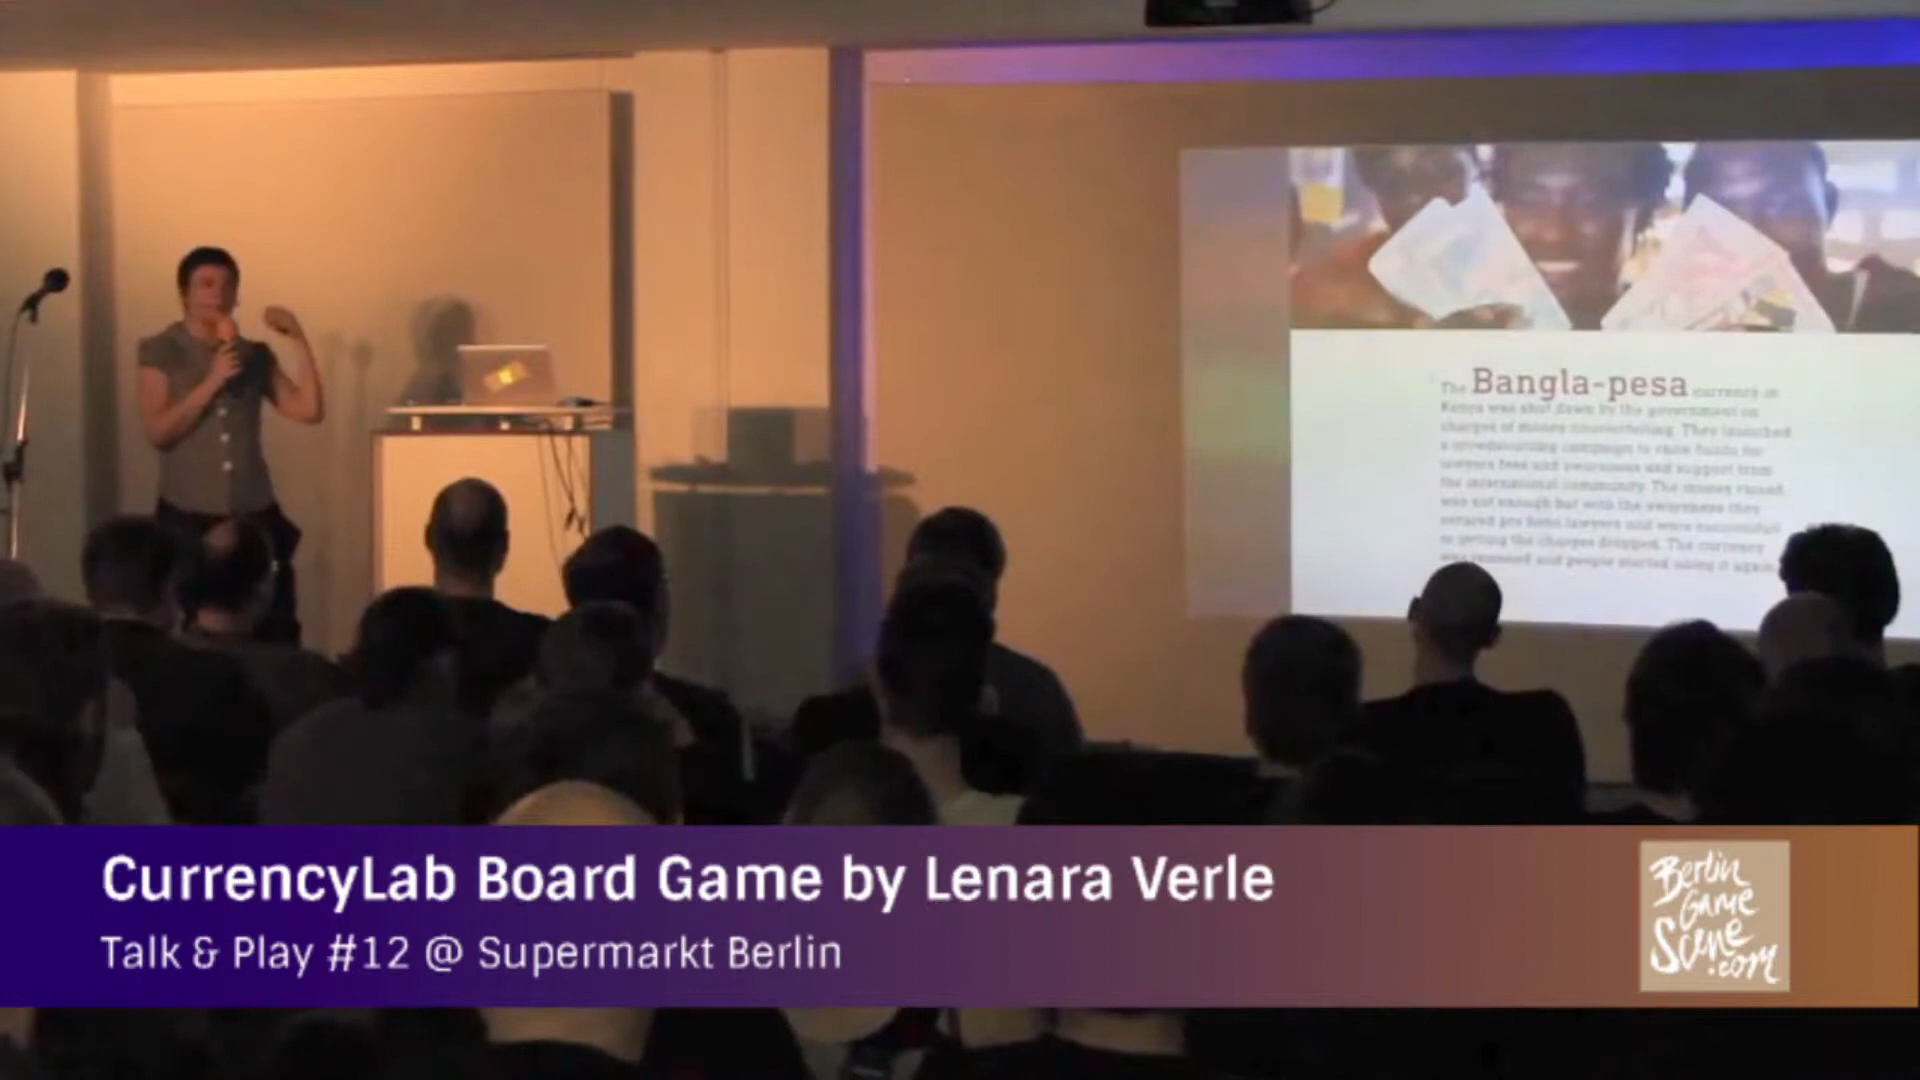 The Bangla-pesa currency in
Kenya was shut down by the government on
charges of money counterfeiting. They launched
a crowdfunding campaign to raise funds for
lawyers fees and awareness and support from
the international community. The money raised
was not enough but with the awareness they
secured pro bono lawyers and were successful
in getting the charges dropped. The currency
was renewed and people started using it again.
CurrencyLab Board Game by Lenara Verle
Talk & Play #12 @ Supermarkt Berlin
Berlin
Game
Scene
.com